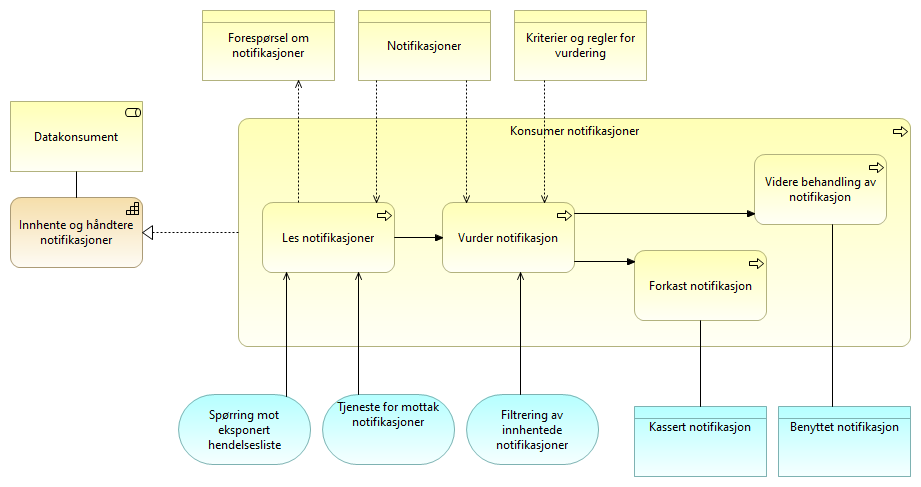 Forespørsel om
notifikasjoner
Notifikasjoner
Kriterier og regler for
vurdering
Datakonsument
Konsumer notifikasjoner
Innhente og håndtere
notifikasjoner
Les notifikasjoner
Vurder notifikasjon
Videre behandling av
notifikasjon
Forkast notifikasjon
Spørring mot
eksponert
hendelsesliste
Tjeneste for mottak
notifikasjoner
Filtrering av
innhentede
notifikasjoner
Kassert notifikasjon
Benyttet notifikasjon